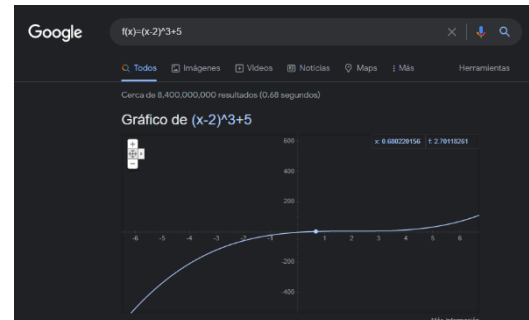 Google
f(x)=(x-2)^3+5
Todos Imágenes Videos Noticias Maps Más Herramientas
Cerca de 8,400,000,000 resultados (0.68 segundos)
Gráfico de (x-2)^3+5
x: 0.680220156 f: 2.70118261
600
400
200
-6 -5 -4 -3 -2 -1 1 2 3 4 5 6
-200
-400
Más información